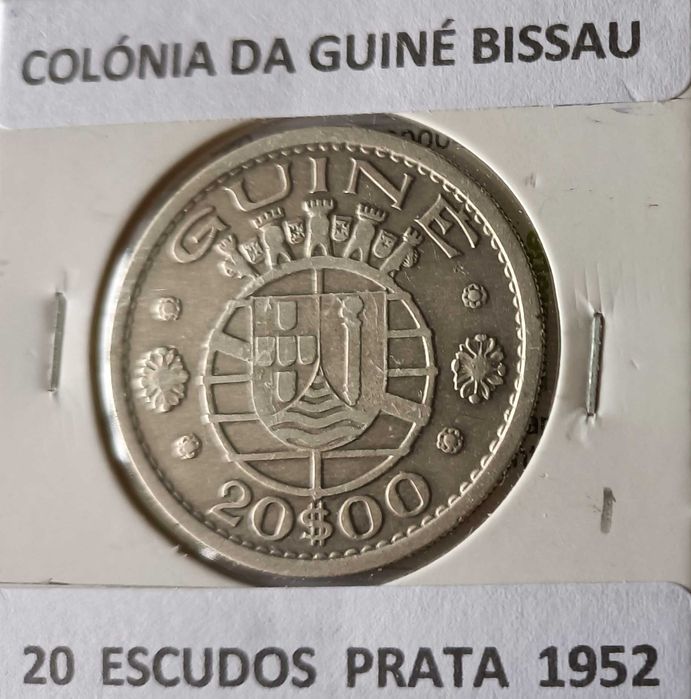 COLÓNIA DA GUINÉ BISSAU
GUINÉ
20$00
20 ESCUDOS PRATA 1952